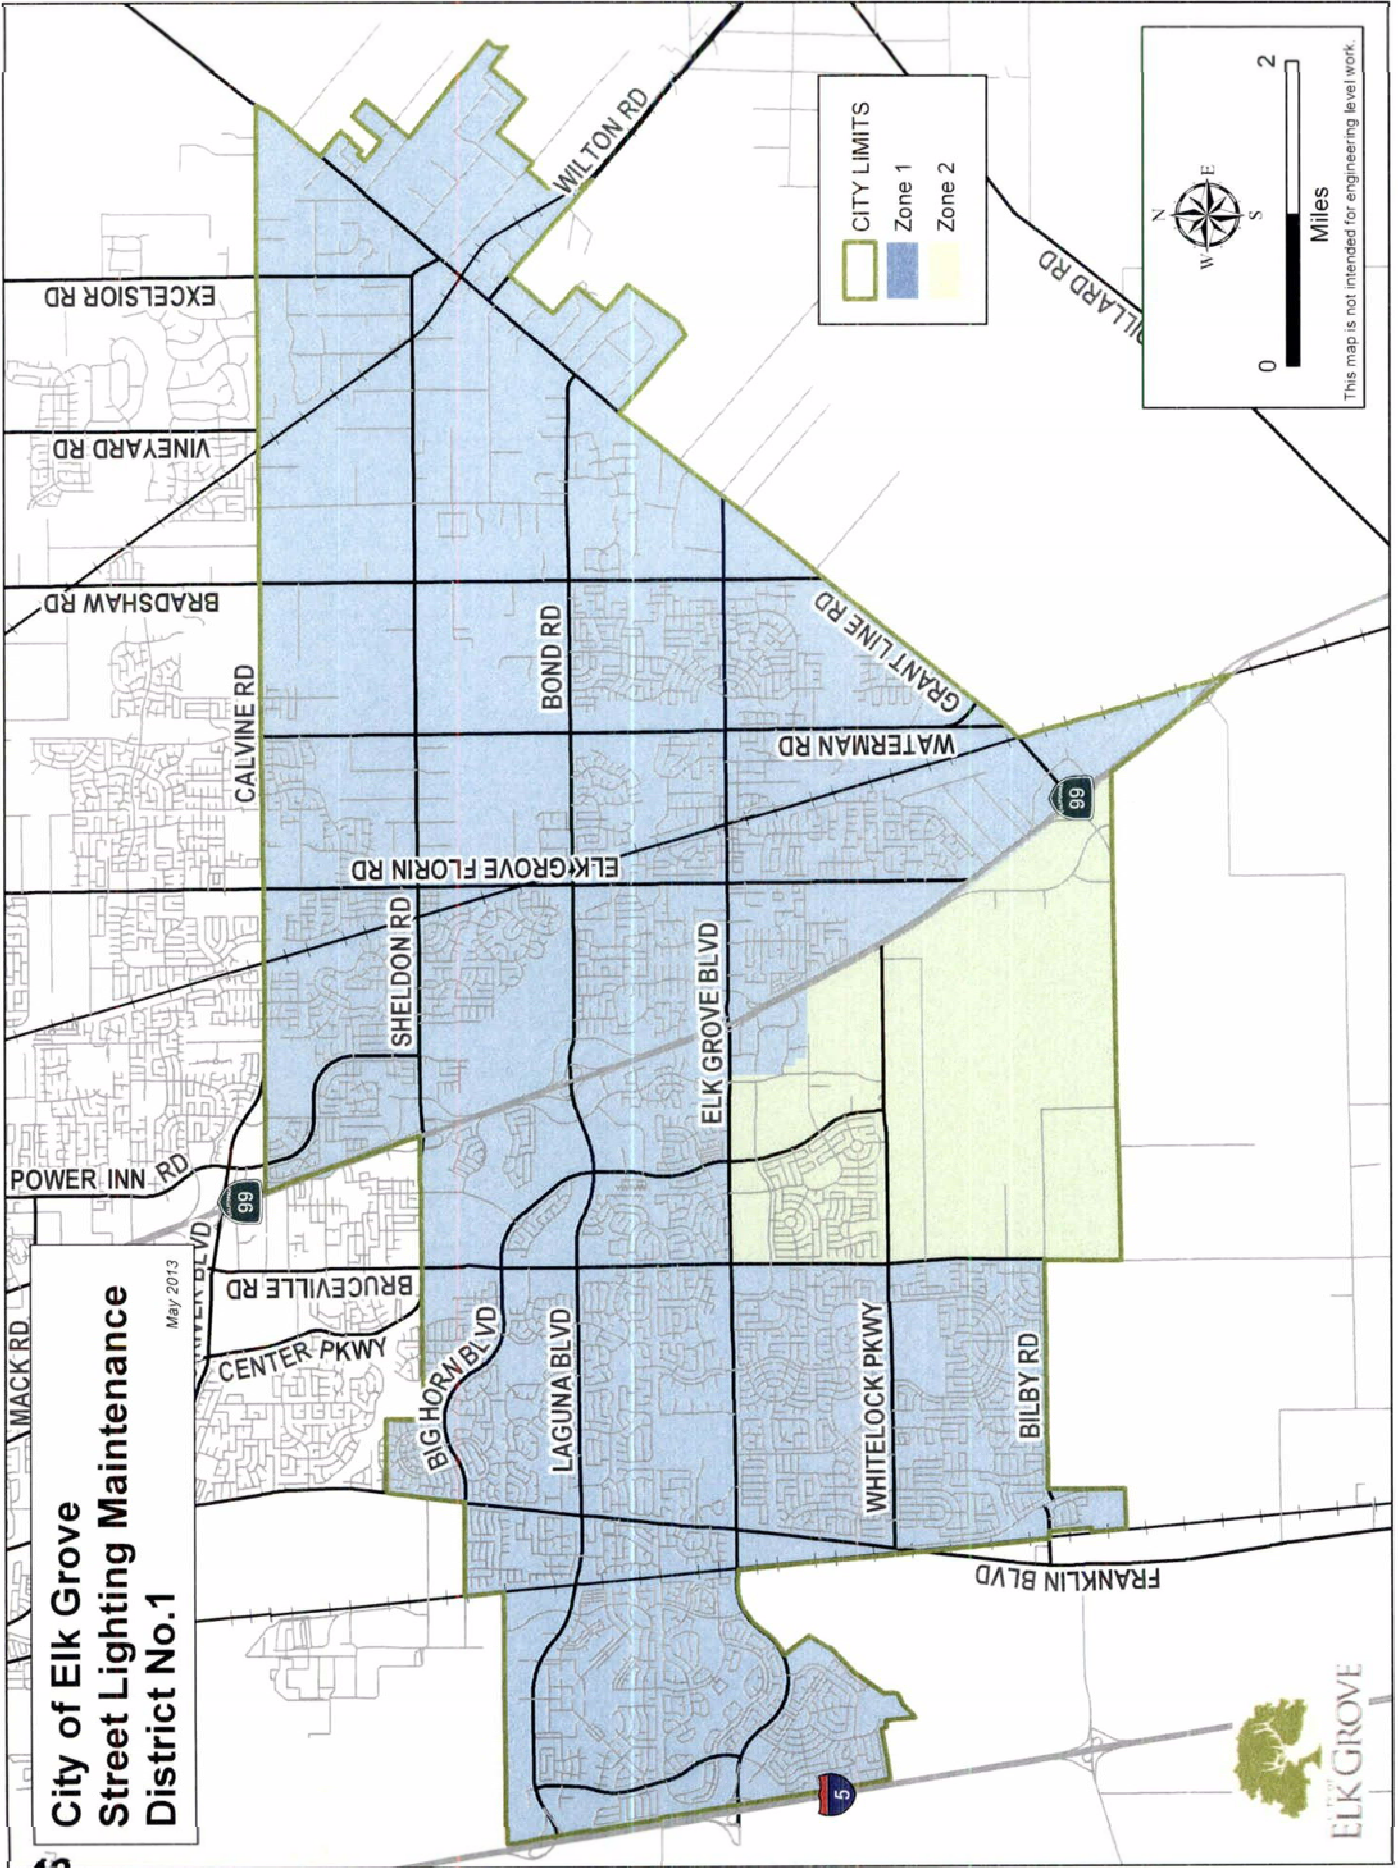 City of Elk Grove
Street Lighting Maintenance
District No.1
May 2013
MACK RD
POWER INN RD
99
BLVD
CENTER PKWY
BRUCEVILLE RD
CALVINE RD
BRADSHAW RD
VINEYARD RD
EXCELSIOR RD
SHELDON RD
ELK GROVE FLORIN RD
BIG HORN BLVD
LAGUNA BLVD
BOND RD
WILTON RD
ELK GROVE BLVD
WATERMAN RD
GRANT LINE RD
WHITELOCK PKWY
BILBY RD
FRANKLIN BLVD
99
5
DILLARD RD
CITY LIMITS
Zone 1
Zone 2
N
W
E
S
0
2
Miles
This map is not intended for engineering level work.
ELK GROVE